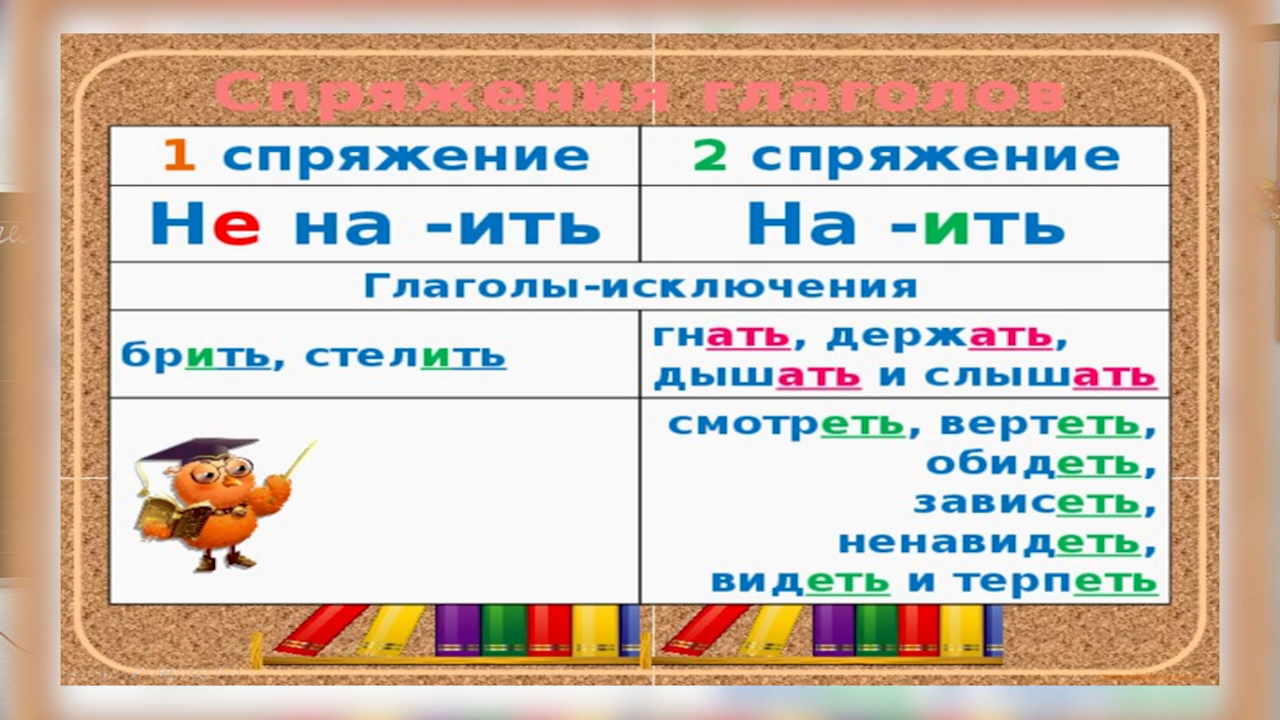 Спряжения глаголов
1 спряжение
2 спряжение
Не на -ить
На -ить
Глаголы-исключения
брить, стелить
гнать, держать,
дышать и слышать
смотреть, вертеть,
обидеть,
зависеть,
ненавидеть,
видеть и терпеть